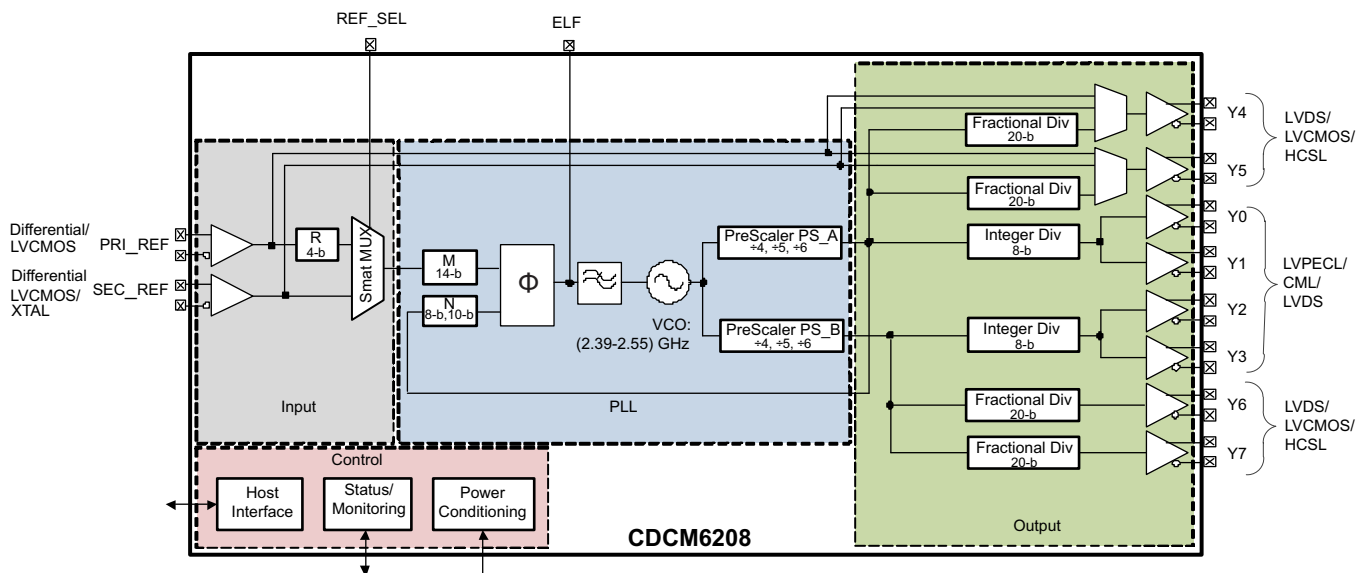 REF_SEL
ELF
Fractional Div
20-b
Y4
LVDS/
LVCMOS/
HCSL
Fractional Div
20-b
Y5
Differential/
LVCMOS
PRI_REF
R
4-b
Smat MUX
M
14-b
Φ
PreScaler PS_A
÷4, ÷5, ÷6
Integer Div
8-b
Y0
Y1
LVPECL/
CML/
LVDS
Differential
LVCMOS/
XTAL
SEC_REF
N
8-b,10-b
VCO:
(2.39-2.55) GHz
PreScaler PS_B
÷4, ÷5, ÷6
Integer Div
8-b
Y2
Y3
Input
PLL
Fractional Div
20-b
Y6
LVDS/
LVCMOS/
HCSL
Fractional Div
20-b
Y7
Control
Host
Interface
Status/
Monitoring
Power
Conditioning
CDCM6208
Output